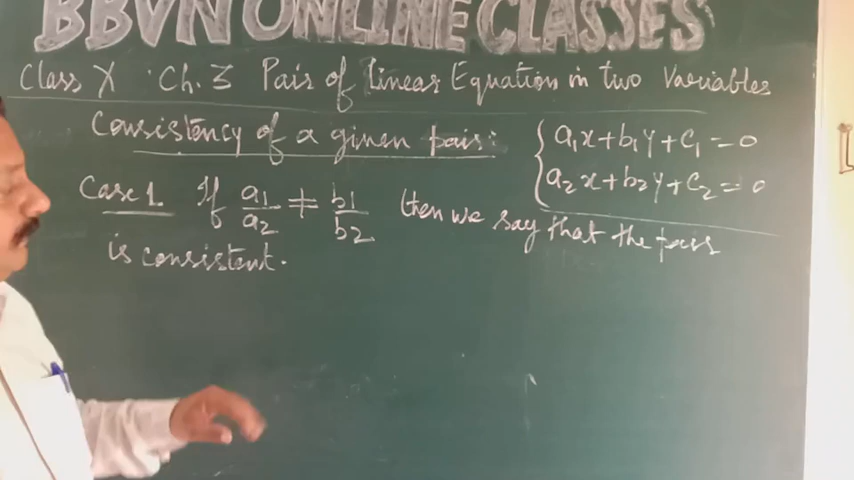 BBVN ONLINE CLASSES
Class X Ch. 3 Pair of linear Equation in two Variables
Consistency of a given pair: { a₁x+b₁y+c₁=0
a₂x+b₂y+c₂=0
Case 1. If a₁/a₂ ≠ b₁/b₂ then we say that the pair
is consistent.